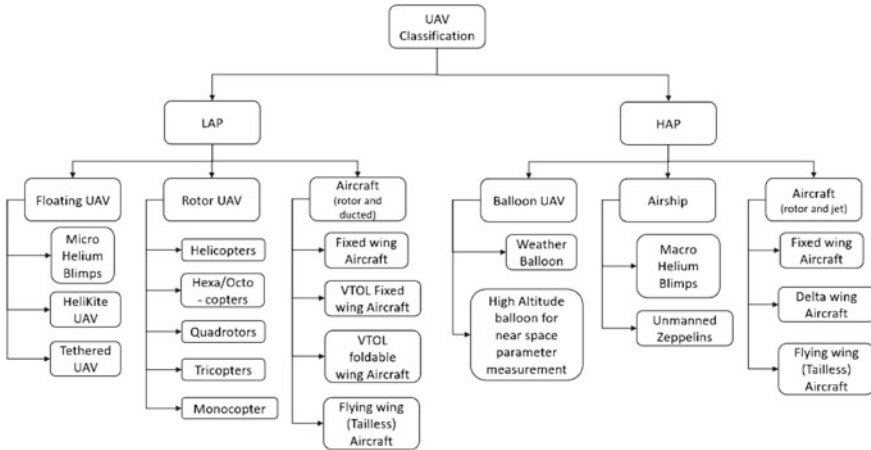 UAV
Classification
LAP
HAP
Floating UAV
Rotor UAV
Aircraft
(rotor and
ducted)
Balloon UAV
Airship
Aircraft
(rotor and jet)
Micro
Helium
Blimps
HeliKite
UAV
Tethered
UAV
Helicopters
Hexa/Octo
- copters
Quadrotors
Tricopters
Monocopter
Fixed wing
Aircraft
VTOL Fixed
wing Aircraft
VTOL
foldable
wing Aircraft
Flying wing
(Tailless)
Aircraft
Weather
Balloon
High Altitude
balloon for
near space
parameter
measurement
Macro
Helium
Blimps
Unmanned
Zeppelins
Fixed wing
Aircraft
Delta wing
Aircraft
Flying wing
(Tailless)
Aircraft